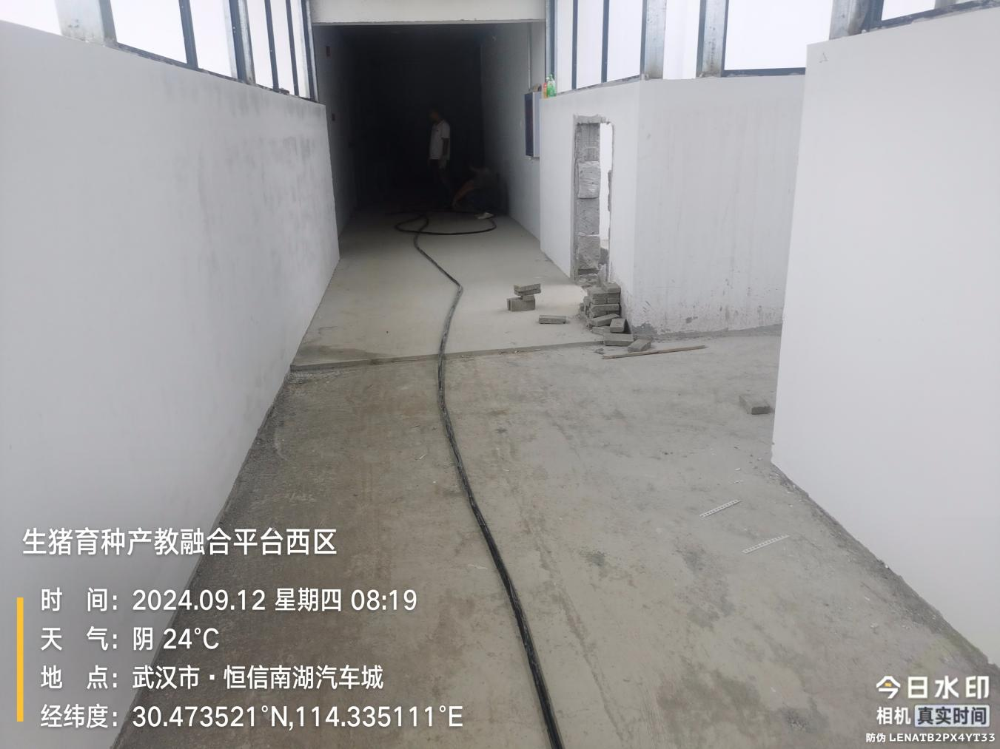 生猪育种产教融合平台西区
时 间：2024.09.12 星期四 08:19
天 气：阴 24°C
地 点：武汉市·恒信南湖汽车城
经纬度：30.473521°N,114.335111°E
今日水印
相机 真实时间
防伪 LENATB2PX4YT33